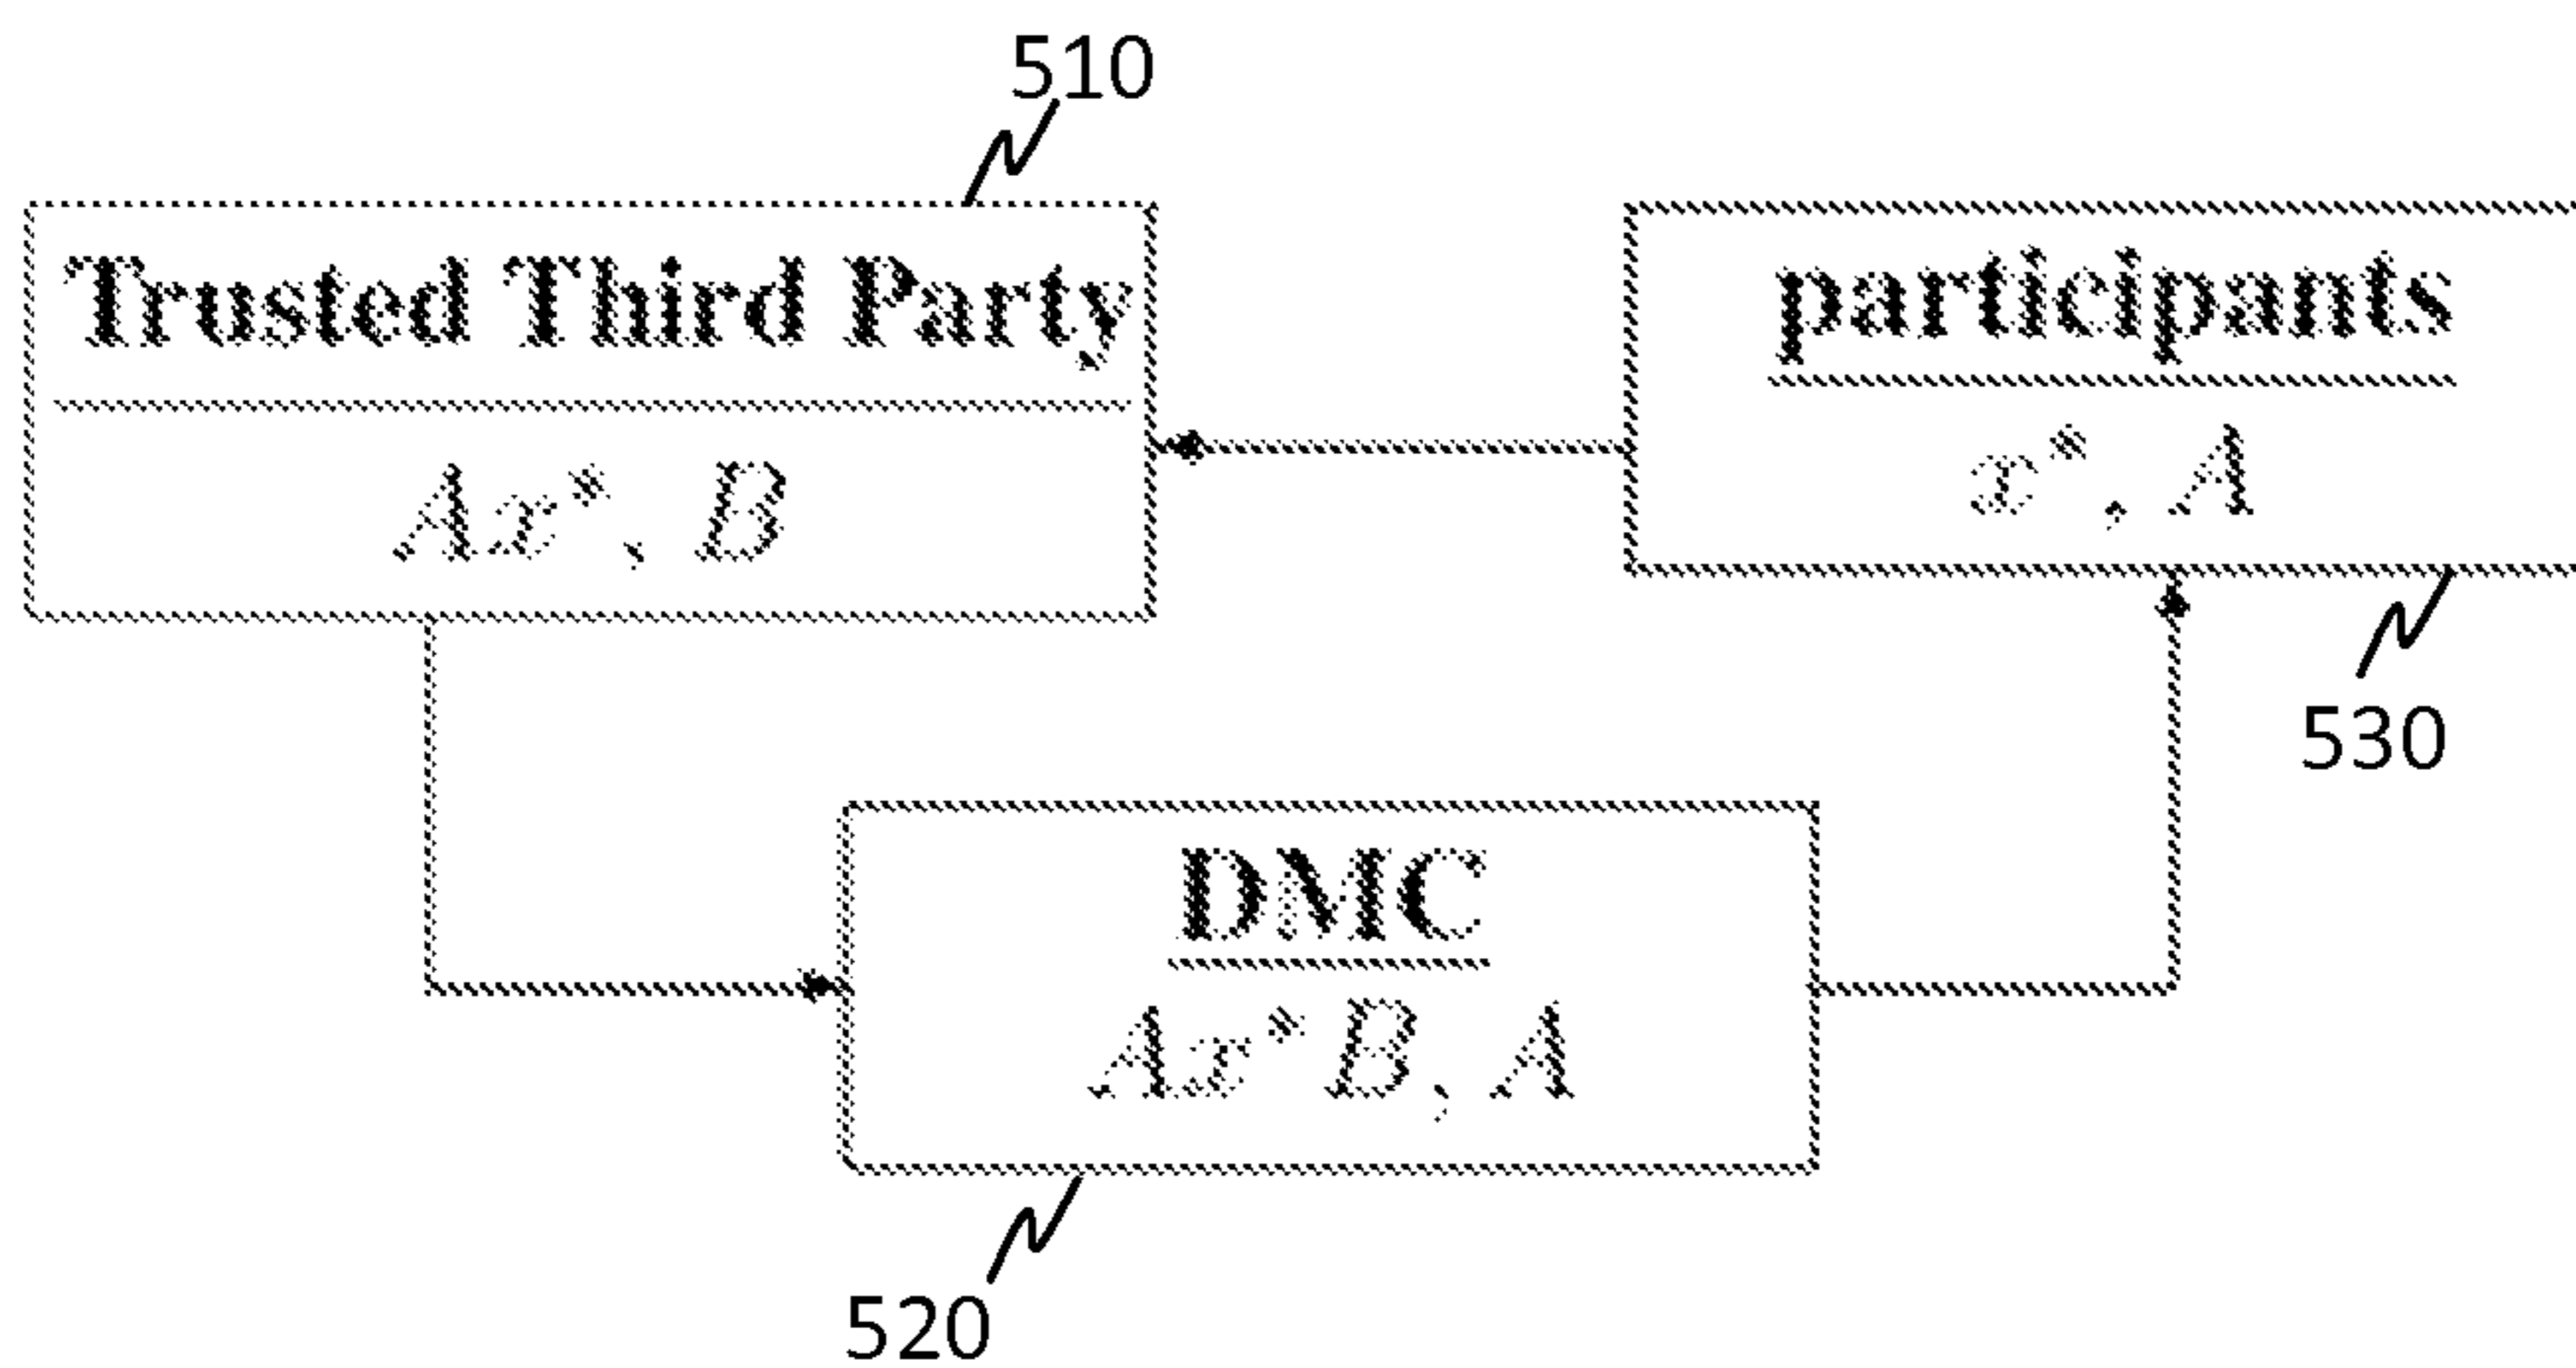 510
Trusted Third Party
Ax*, B
participants
x*, A
530
DMC
Ax*B, A
520